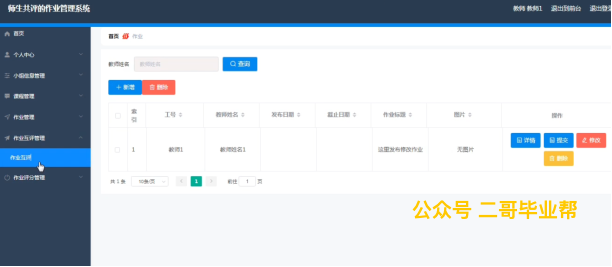 师生共评的作业管理系统
教师 教师1 退出到前台 退出登录
首页
个人中心
小组信息管理
课程管理
作业管理
作业互评管理
作业互评
作业评分管理
首页 作业
教师姓名 教师姓名 查询
+ 新增 删除
索引 工号 教师姓名 发布日期 截止日期 作业标题 图片 操作
1 教师1 教师姓名1 这里发布修改作业 无图片 详情 提交 修改
删除
共 1 条 10条/页 1 前往 1 页
公众号 二哥毕业帮